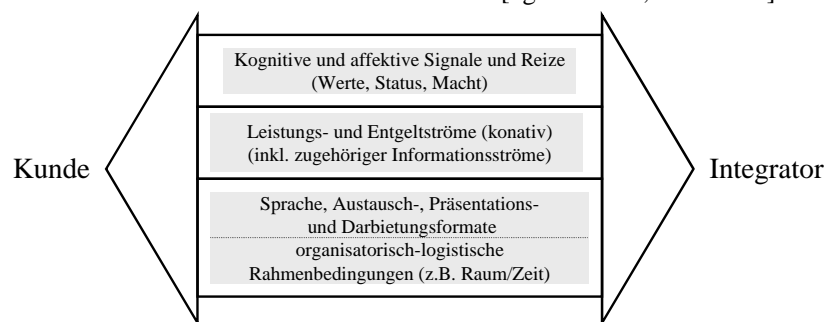 Kognitive und affektive Signale und Reize
(Werte, Status, Macht)
Leistungs- und Entgeltströme (konativ)
(inkl. zugehöriger Informationsströme)
Kunde
Integrator
Sprache, Austausch-, Präsentations-
und Darbietungsformate
organisatorisch-logistische
Rahmenbedingungen (z.B. Raum/Zeit)